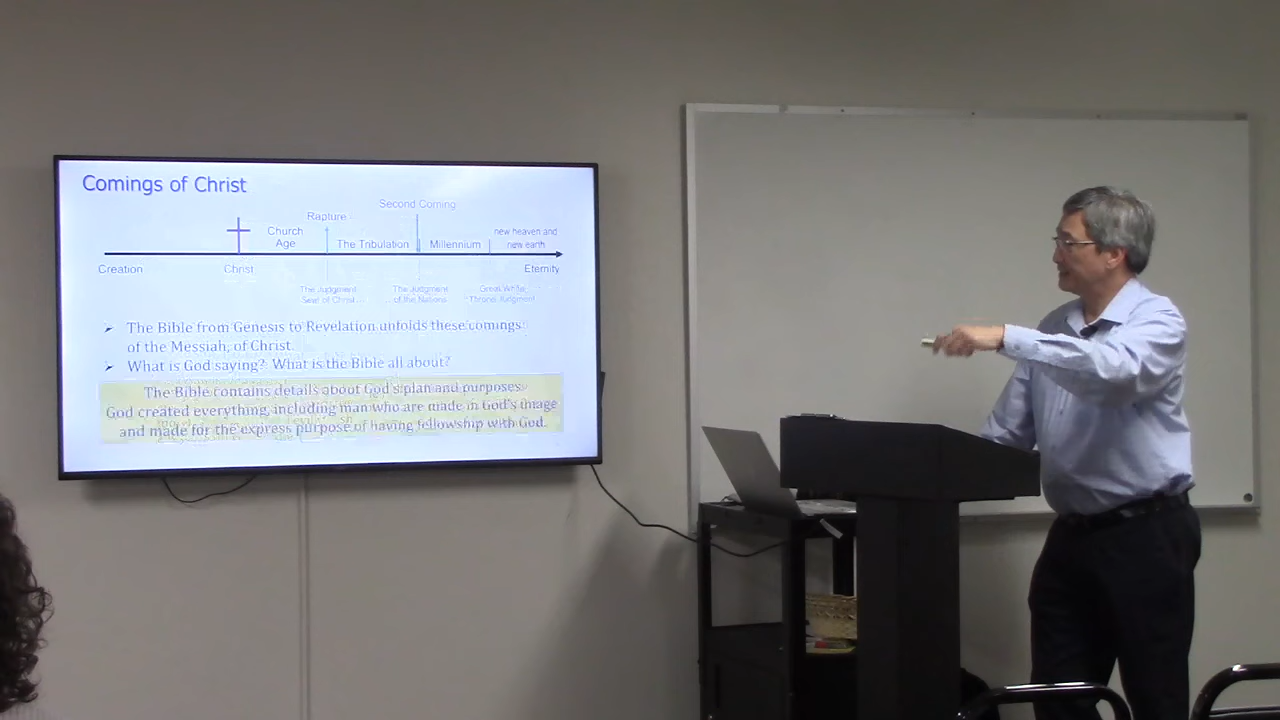 Comings of Christ
Second Coming
Rapture
Church
Age
The Tribulation
Millennium
new heaven and
new earth
Creation
Christ
Eternity
The Judgment
Seat of Christ
The Judgment
of the Nations
Great White
Throne Judgment
The Bible from Genesis to Revelation unfolds these comings
of the Messiah, of Christ.
What is God saying? What is the Bible all about?
The Bible contains details about God's plan and purposes.
God created everything, including man who are made in God's image
and made for the express purpose of having fellowship with God.